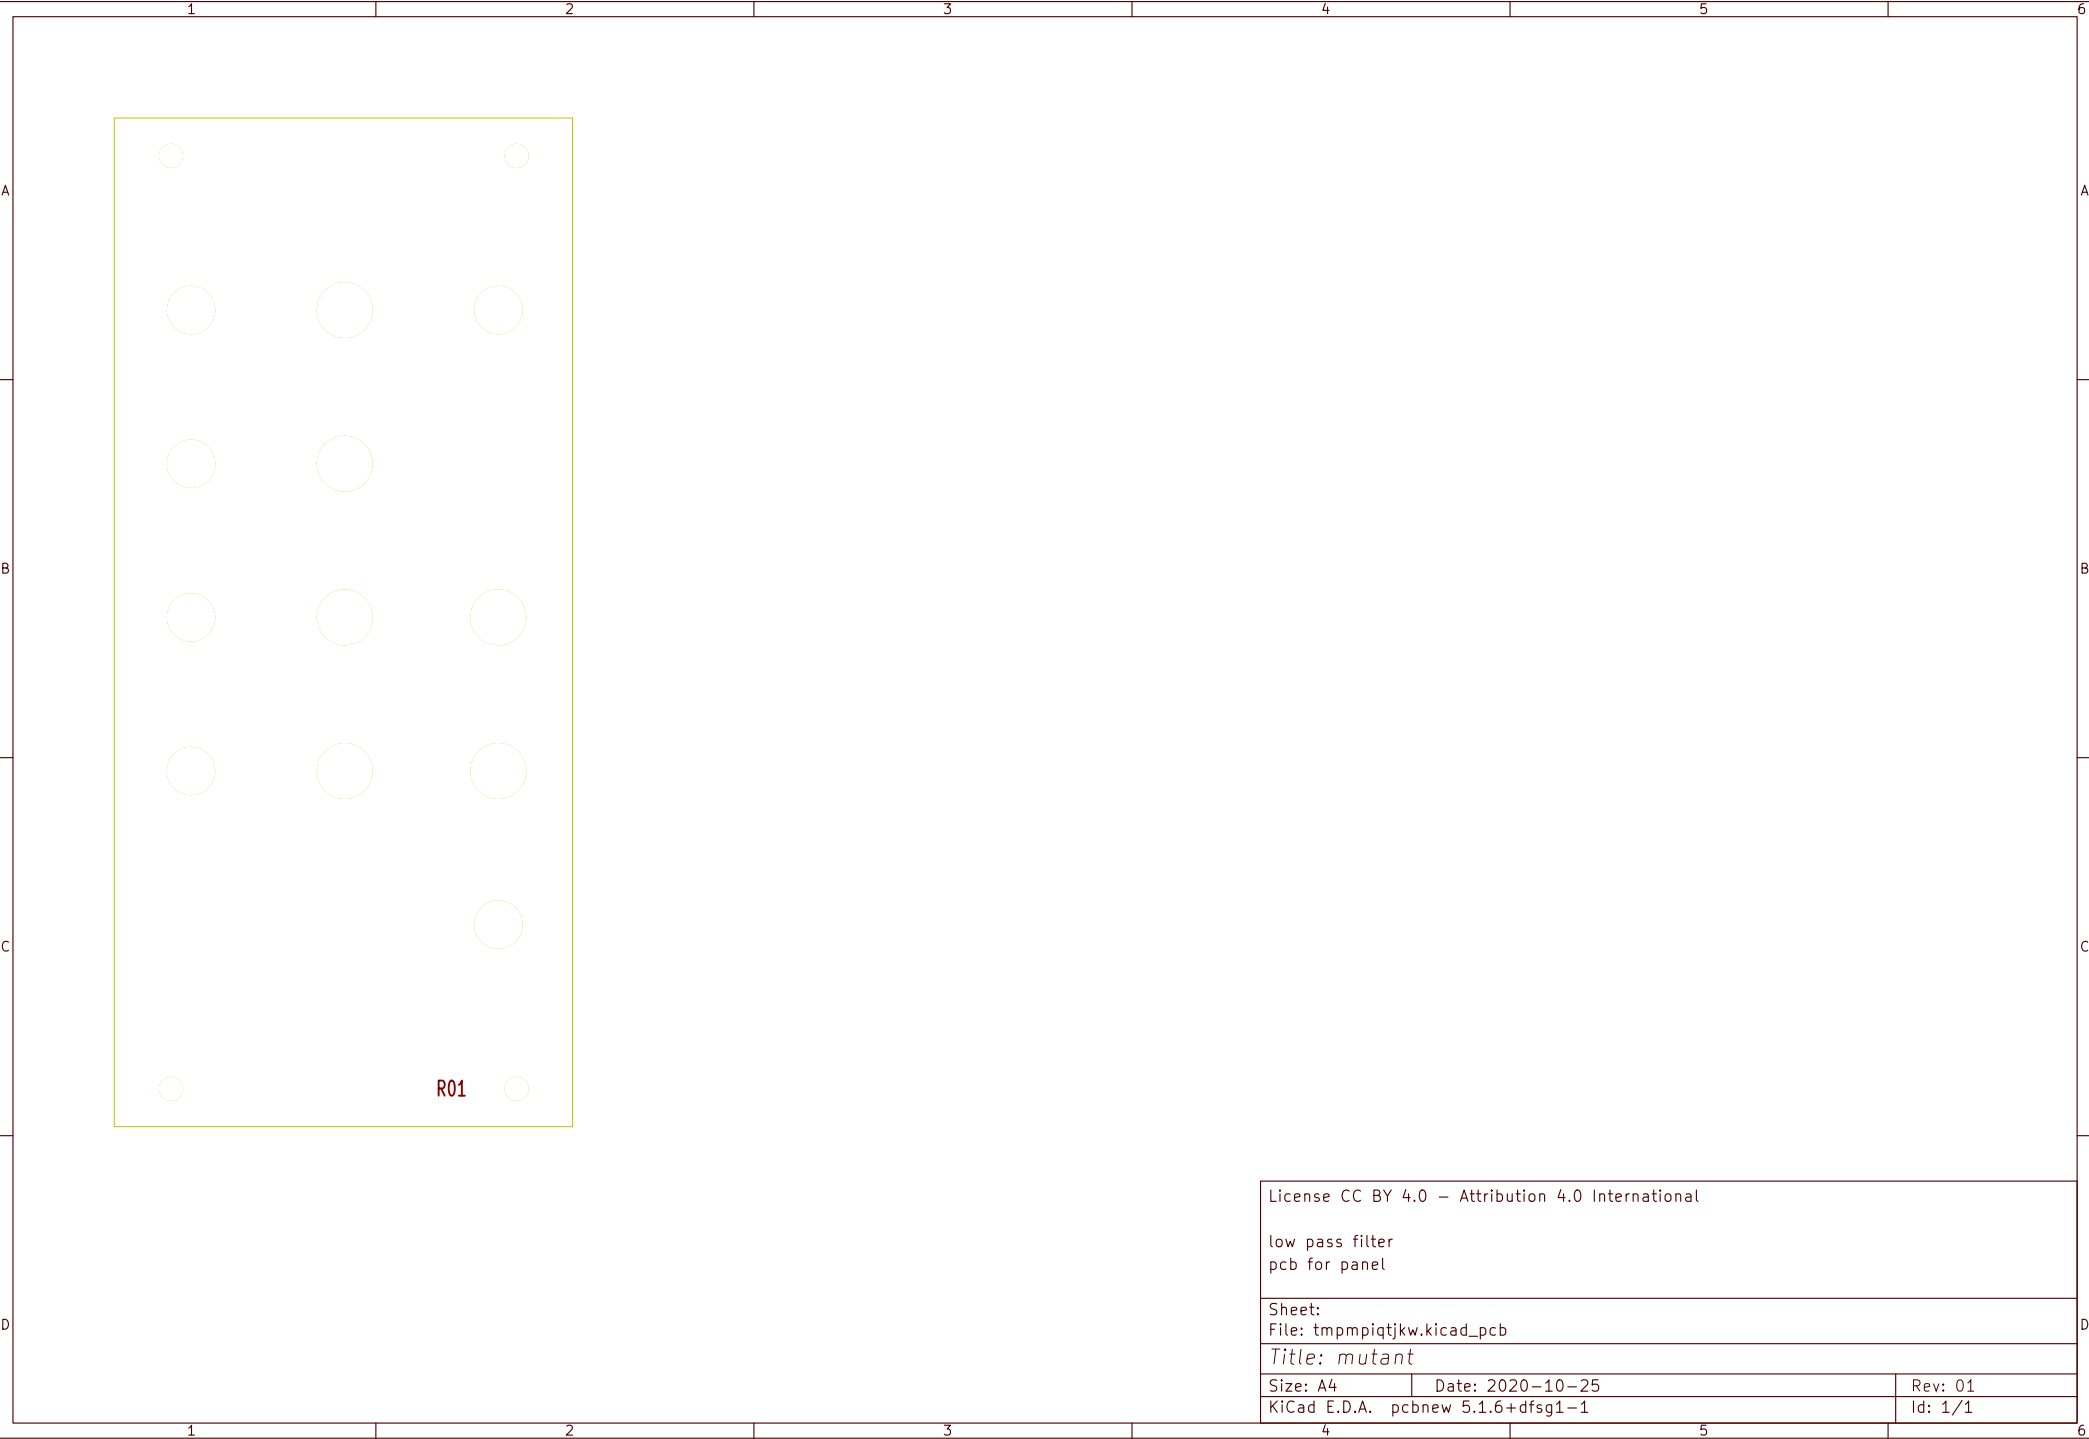 1 2 3 4 5 6
A A
B B
C C
R01
License CC BY 4.0 - Attribution 4.0 International
low pass filter
pcb for panel
Sheet:
File: tmpmpiqtjkw.kicad_pcb
D D
Title: mutant
Size: A4 Date: 2020-10-25 Rev: 01
KiCad E.D.A. pcbnew 5.1.6+dfsg1-1 Id: 1/1
1 2 3 4 5 6